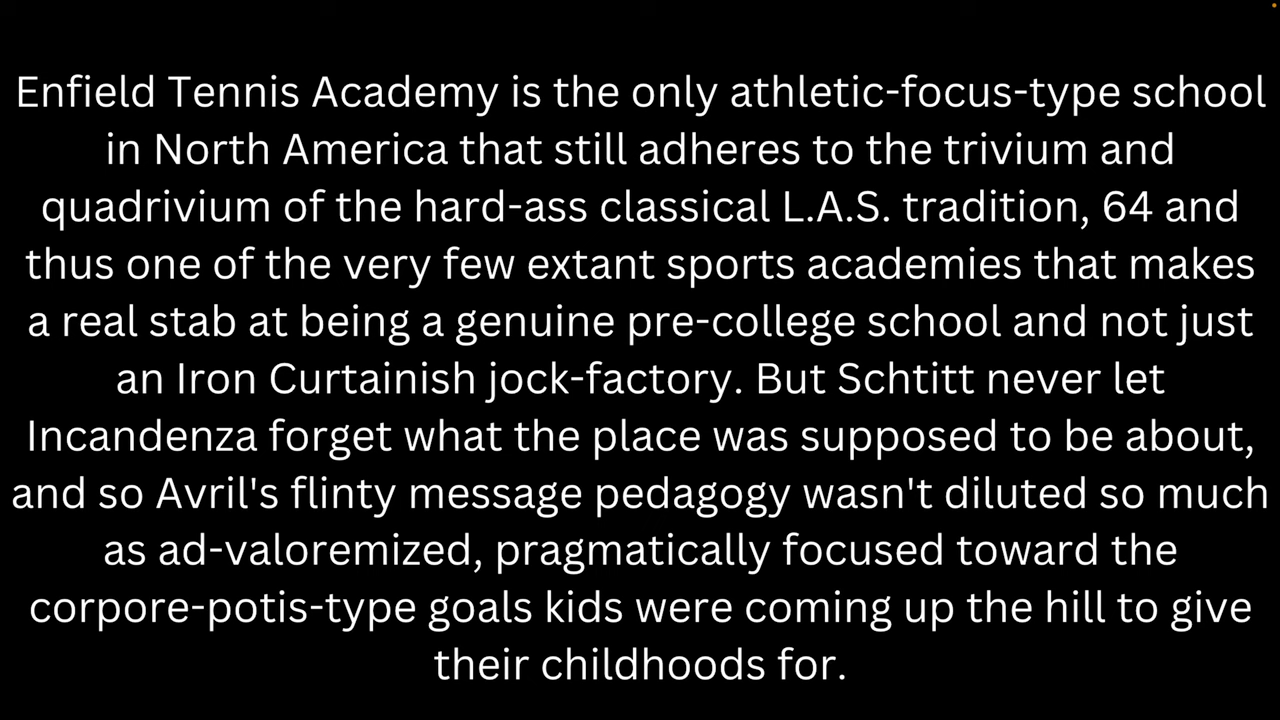 Enfield Tennis Academy is the only athletic-focus-type school
in North America that still adheres to the trivium and
quadrivium of the hard-ass classical L.A.S. tradition, 64 and
thus one of the very few extant sports academies that makes
a real stab at being a genuine pre-college school and not just
an Iron Curtainish jock-factory. But Schtitt never let
Incandenza forget what the place was supposed to be about,
and so Avril's flinty message pedagogy wasn't diluted so much
as ad-valoremized, pragmatically focused toward the
corpore-potis-type goals kids were coming up the hill to give
their childhoods for.